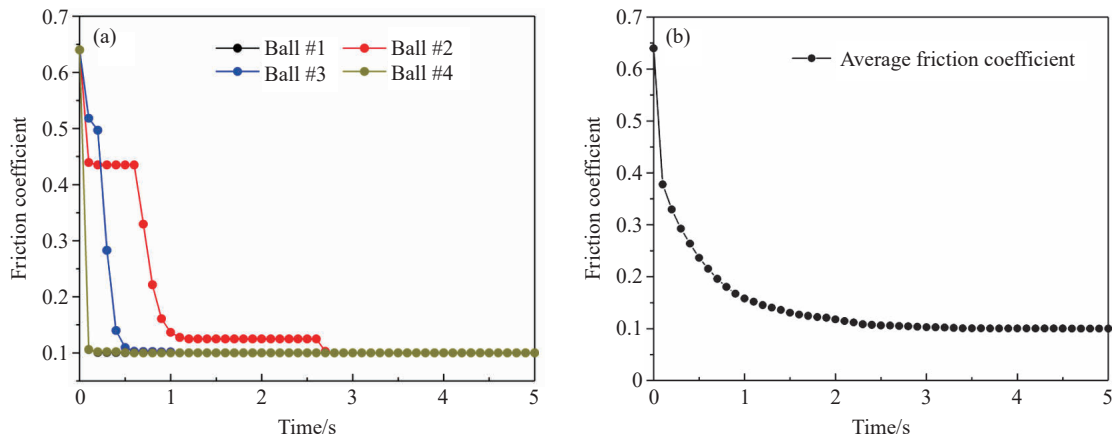 (a)
Ball #1
Ball #2
Ball #3
Ball #4
Friction coefficient
0.7
0.6
0.5
0.4
0.3
0.2
0.1
0
1
2
3
4
5
Time/s
(b)
Average friction coefficient
Friction coefficient
0.7
0.6
0.5
0.4
0.3
0.2
0.1
0
0
1
2
3
4
5
Time/s